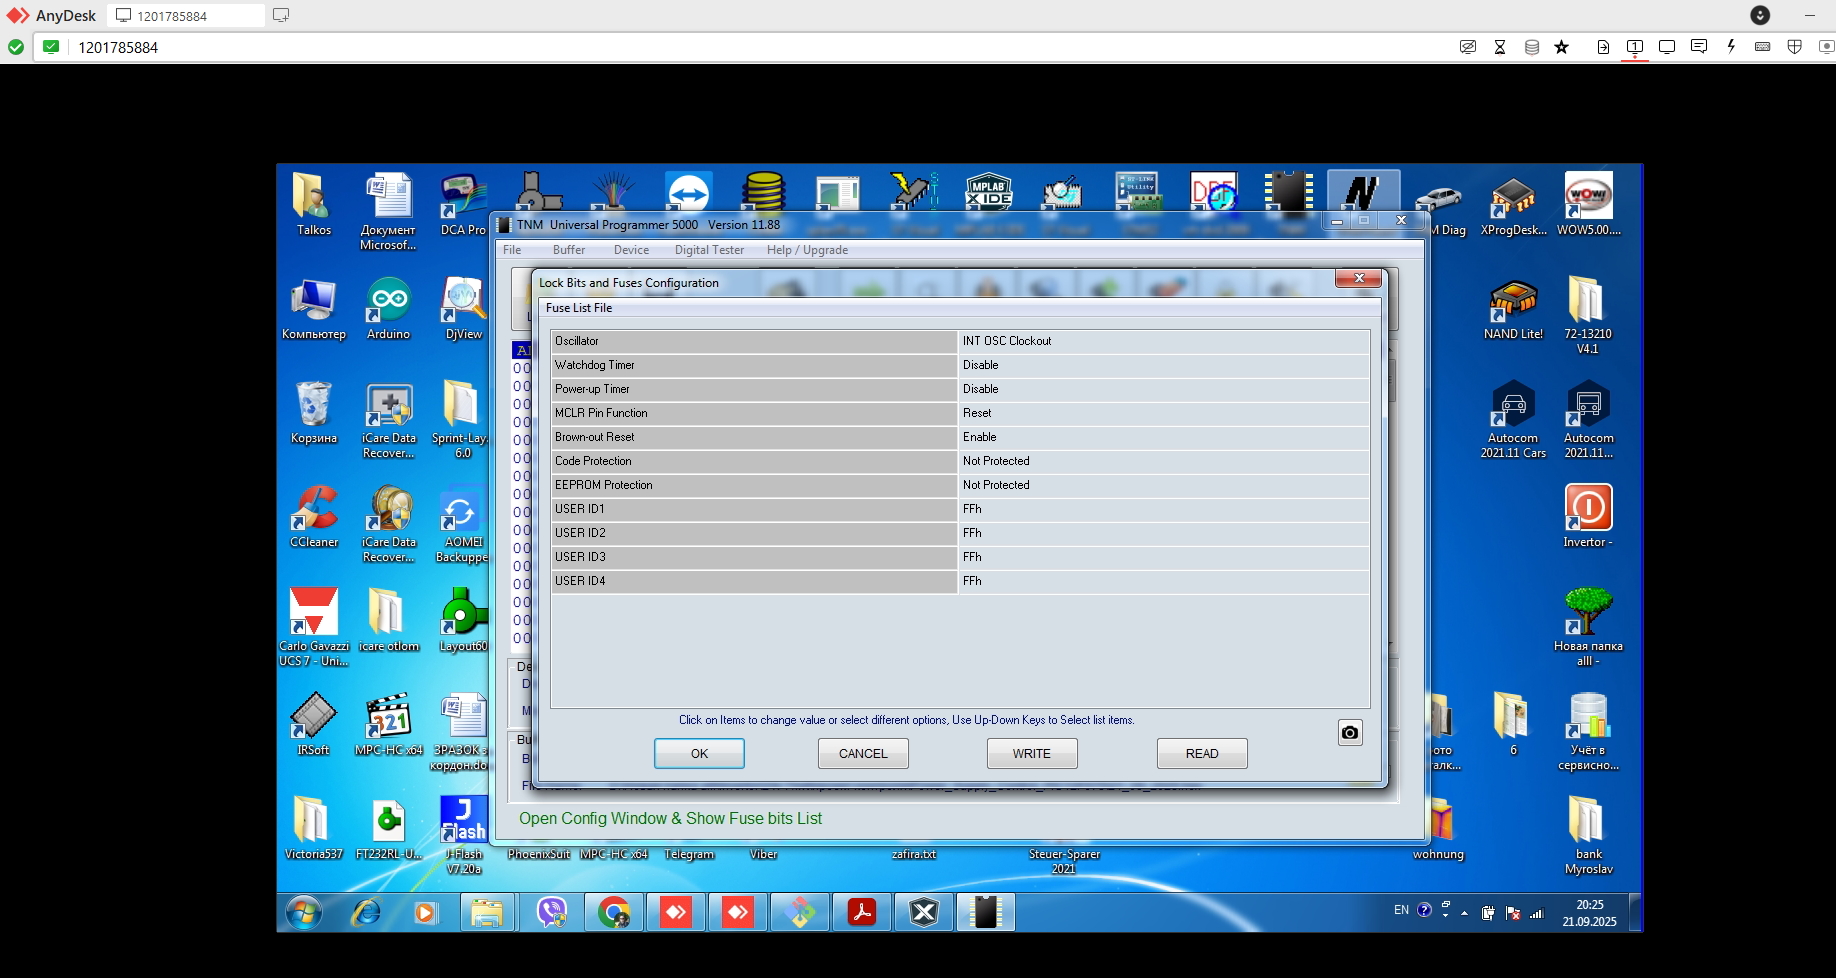 AnyDesk
1201785884
1201785884
Talkos
Документ
Microsof...
DCA Pro
M Diag
XProgDesk...
WOW5.00....
TNM Universal Programmer 5000 Version 11.88
File Buffer Device Digital Tester Help / Upgrade
Lock Bits and Fuses Configuration
Fuse List File
Oscillator INT OSC Clockout
Watchdog Timer Disable
Power-up Timer Disable
MCLR Pin Function Reset
Brown-out Reset Enable
Code Protection Not Protected
EEPROM Protection Not Protected
USER ID1 FFh
USER ID2 FFh
USER ID3 FFh
USER ID4 FFh
Click on Items to change value or select different options, Use Up-Down Keys to Select list items.
OK CANCEL WRITE READ
Open Config Window & Show Fuse bits List
Компьютер
Arduino
DjView
NAND Lite!
72-13210
V4.1
Корзина
iCare Data
Recover...
Sprint-Lay.
6.0
Autocom
2021.11 Cars
Autocom
2021.11...
CCleaner
iCare Data
Recover...
AOMEI
Backuppe
Invertor -
Carlo Gavazzi
UCS 7 - Uni...
icare otlom
Layout60
Новая папка
alll -
IRSoft
MPC-HC x64
ЗРАЗОК з
кордон.do
ото
галк...
6
Учёт в
сервисно...
Victoria537
FT232RL-U...
J-Flash
V7.20a
PhoenixSuit
MPC-HC x64
Telegram
Viber
zafira.txt
Steuer-Sparer
2021
wohnung
bank
Myroslav
EN
20:25
21.09.2025